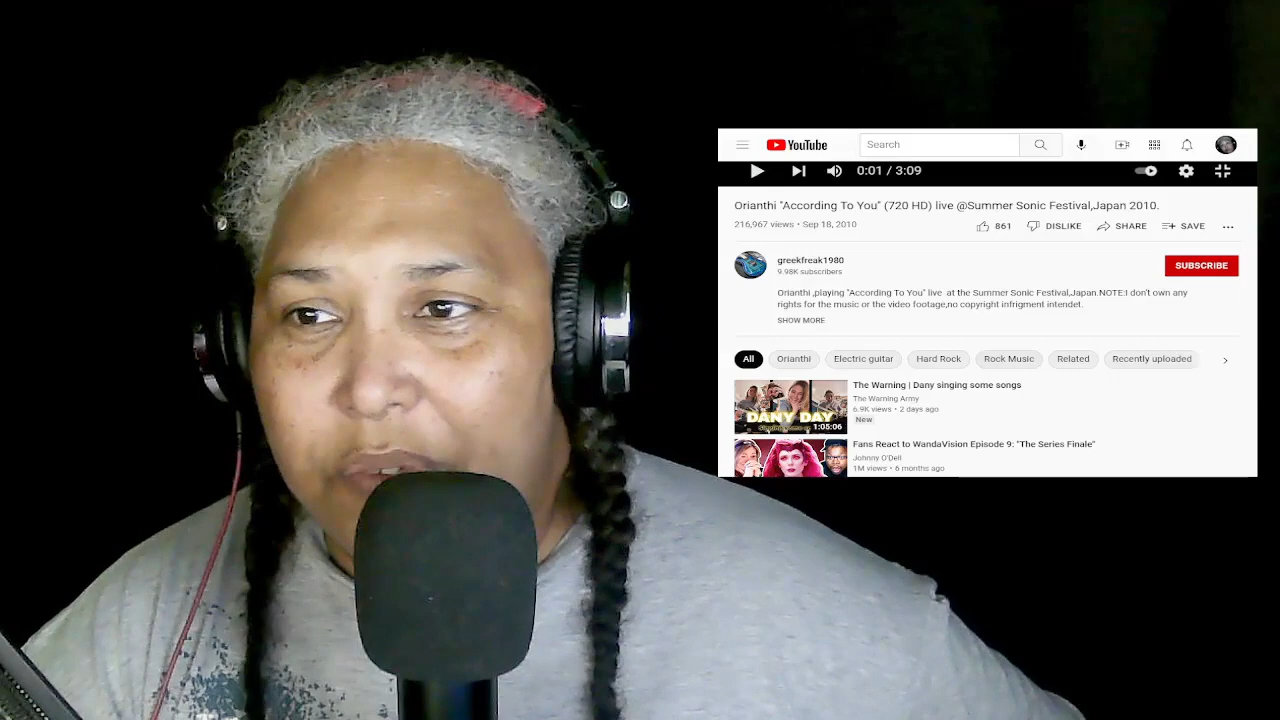 YouTube
Search
0:01 / 3:09
Orianthi "According To You" (720 HD) live @Summer Sonic Festival,Japan 2010.
216,967 views • Sep 18, 2010
861 DISLIKE SHARE SAVE
greekfreak1980
9.98K subscribers
SUBSCRIBE
Orianthi ,playing "According To You" live at the Summer Sonic Festival,Japan.NOTE:I don't own any
rights for the music or the video footage,no copyright infrigment intendet.
SHOW MORE
All Orianthi Electric guitar Hard Rock Rock Music Related Recently uploaded
The Warning | Dany singing some songs
The Warning Army
6.9K views • 2 days ago
New
DANY DAY
1:05:06
Fans React to WandaVision Episode 9: "The Series Finale"
Johnny O'Dell
1M views • 6 months ago